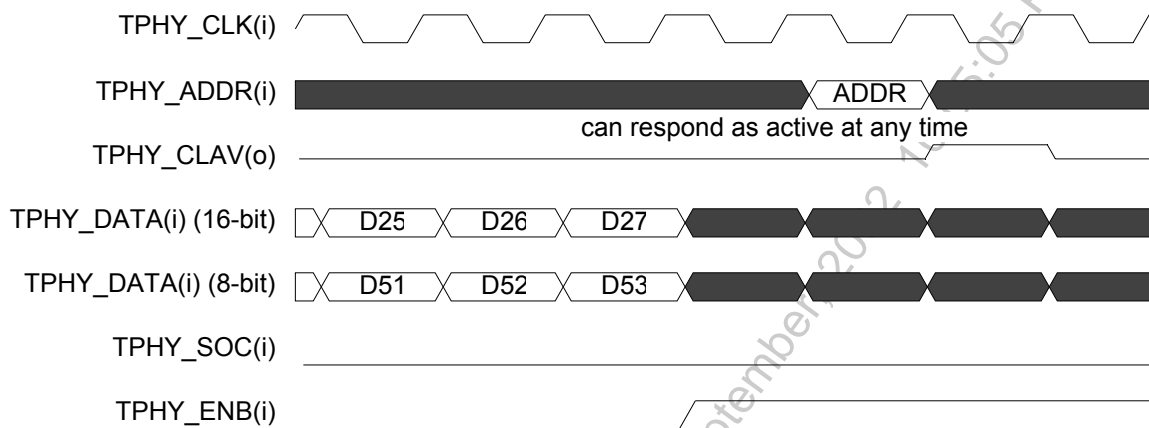 TPHY_CLK(i)
TPHY_ADDR(i)
ADDR
can respond as active at any time
TPHY_CLAV(o)
TPHY_DATA(i) (16-bit)
D25
D26
D27
TPHY_DATA(i) (8-bit)
D51
D52
D53
TPHY_SOC(i)
TPHY_ENB(i)